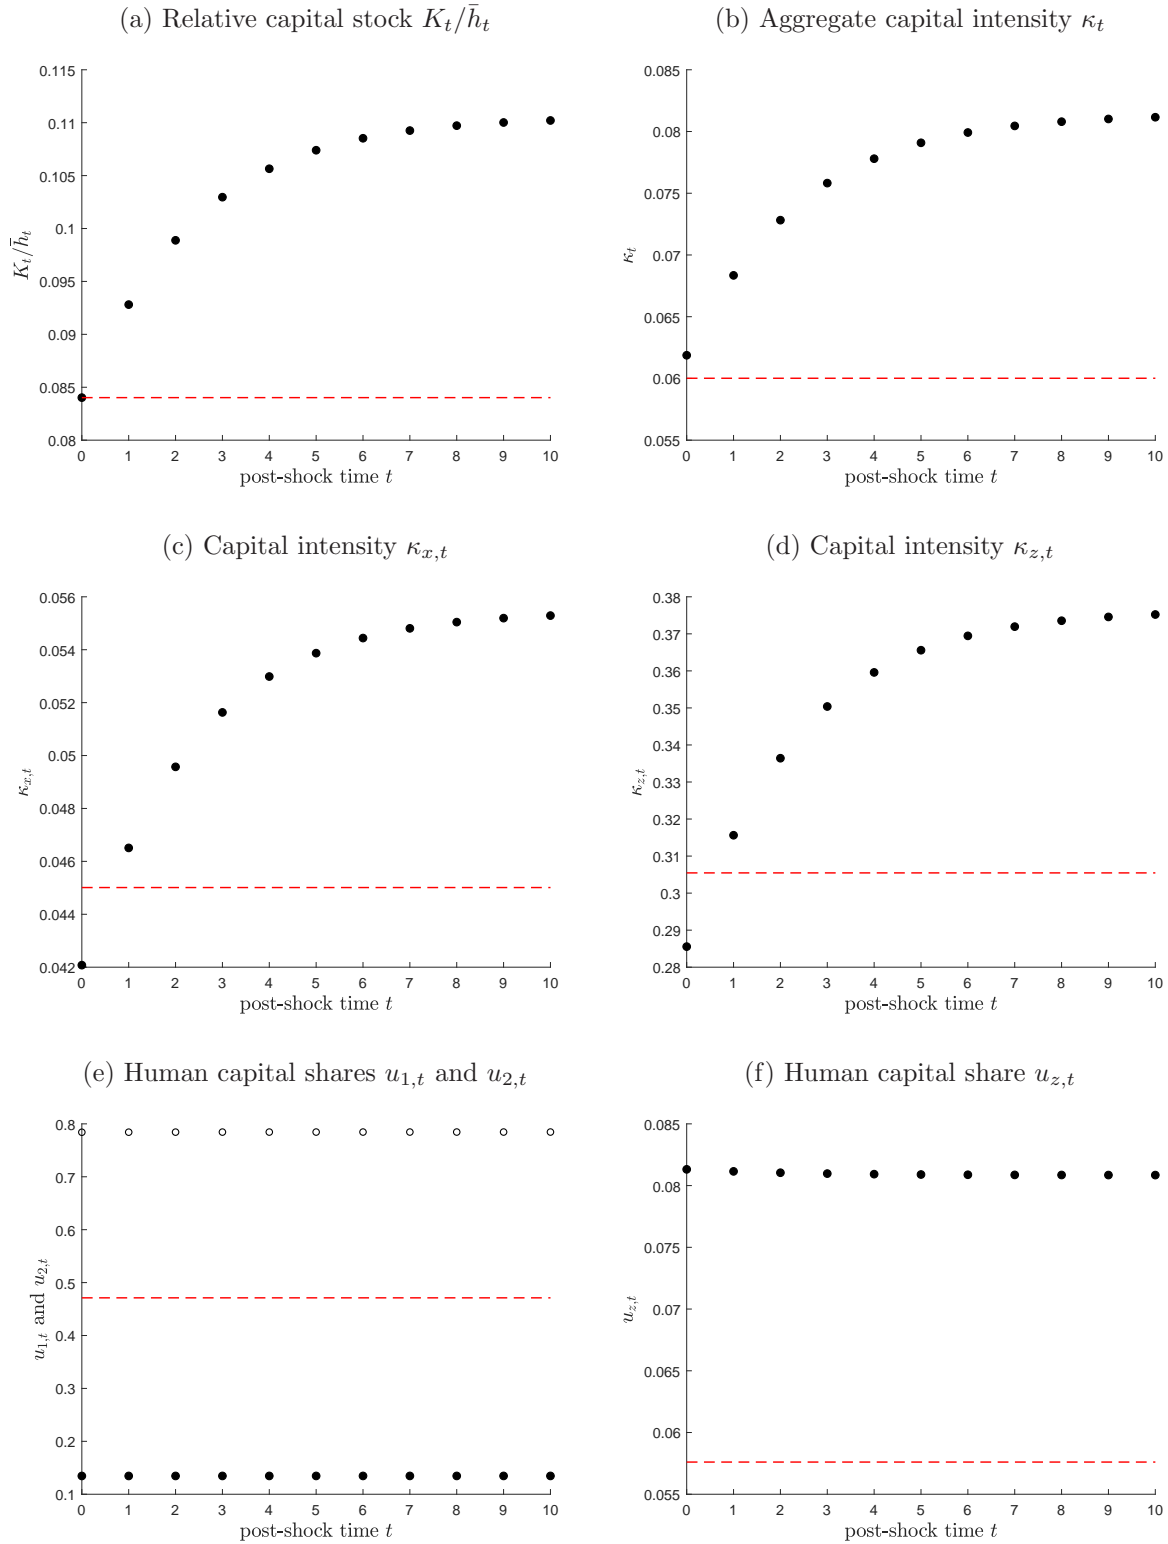 (a) Relative capital stock $K_t/\bar{h}_t$
0.115
0.11
0.105
0.1
0.095
0.09
0.085
0.08
$K_t/\bar{h}_t$
0 1 2 3 4 5 6 7 8 9 10
post-shock time $t$
(b) Aggregate capital intensity $\kappa_t$
0.085
0.08
0.075
0.07
0.065
0.06
0.055
$\kappa_t$
0 1 2 3 4 5 6 7 8 9 10
post-shock time $t$
(c) Capital intensity $\kappa_{x,t}$
0.056
0.054
0.052
0.05
0.048
0.046
0.044
0.042
$\kappa_{x,t}$
0 1 2 3 4 5 6 7 8 9 10
post-shock time $t$
(d) Capital intensity $\kappa_{z,t}$
0.38
0.37
0.36
0.35
0.34
0.33
0.32
0.31
0.3
0.29
0.28
$\kappa_{z,t}$
0 1 2 3 4 5 6 7 8 9 10
post-shock time $t$
(e) Human capital shares $u_{1,t}$ and $u_{2,t}$
0.8
0.7
0.6
0.5
0.4
0.3
0.2
0.1
$u_{1,t}$ and $u_{2,t}$
0 1 2 3 4 5 6 7 8 9 10
post-shock time $t$
(f) Human capital share $u_{z,t}$
0.085
0.08
0.075
0.07
0.065
0.06
0.055
$u_{z,t}$
0 1 2 3 4 5 6 7 8 9 10
post-shock time $t$